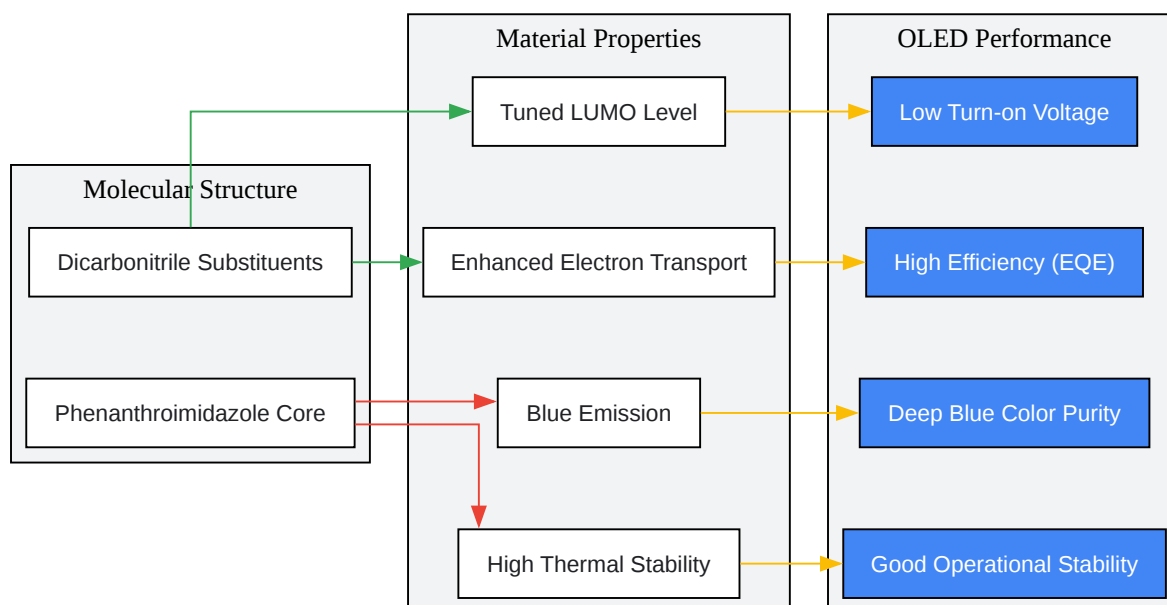 Molecular Structure
Dicarbonitrile Substituents
Phenanthroimidazole Core
Material Properties
Tuned LUMO Level
Enhanced Electron Transport
Blue Emission
High Thermal Stability
OLED Performance
Low Turn-on Voltage
High Efficiency (EQE)
Deep Blue Color Purity
Good Operational Stability